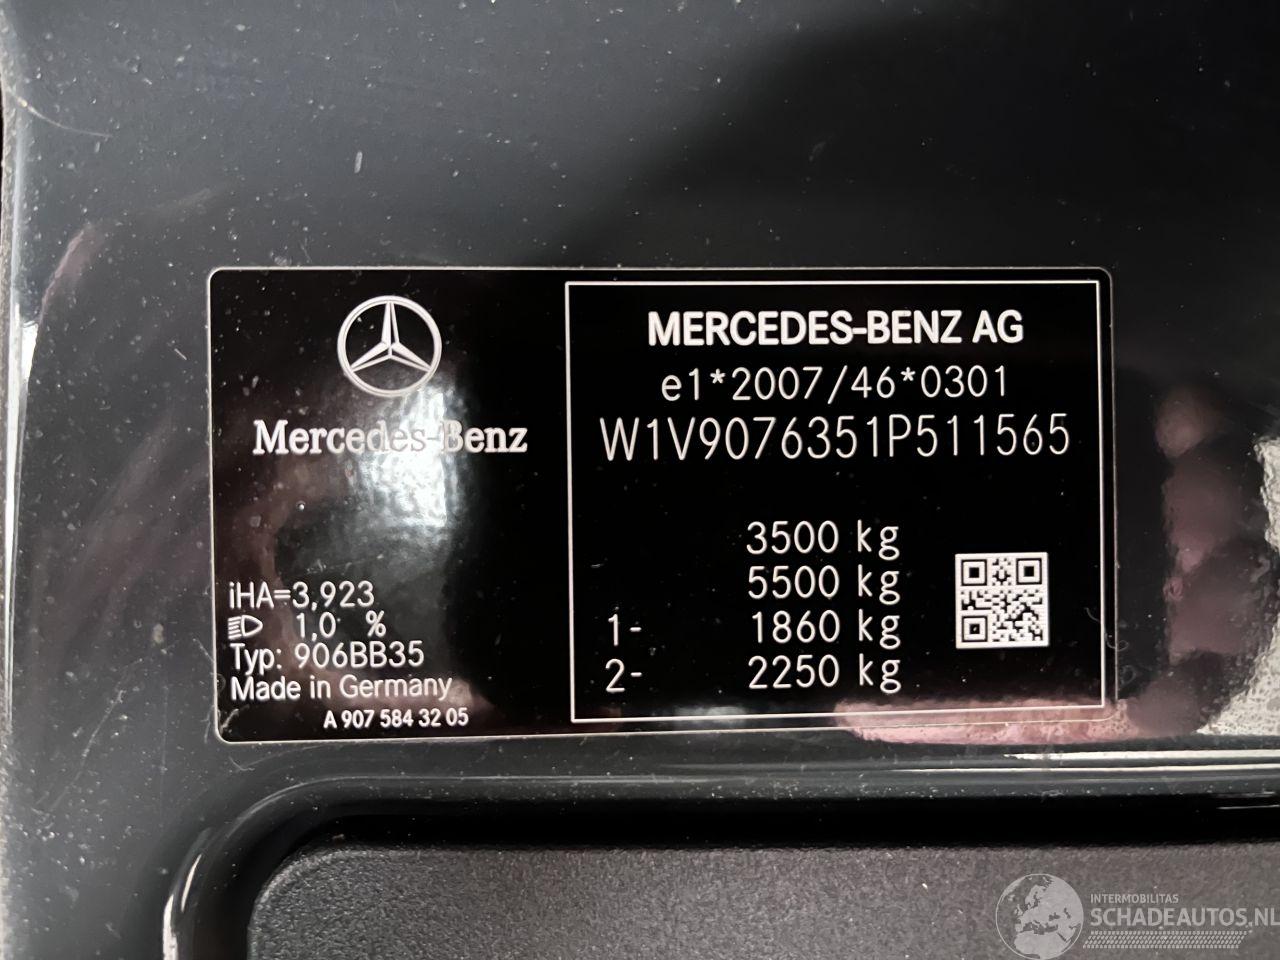 Mercedes-Benz
iHA=3,923
1,0 %
Typ: 906BB35
Made in Germany
A 907 584 32 05
MERCEDES-BENZ AG
e1*2007/46*0301
W1V9076351P511565
3500 kg
5500 kg
1- 1860 kg
2- 2250 kg
INTERMOBILITAS
SCHADEAUTOS.NL